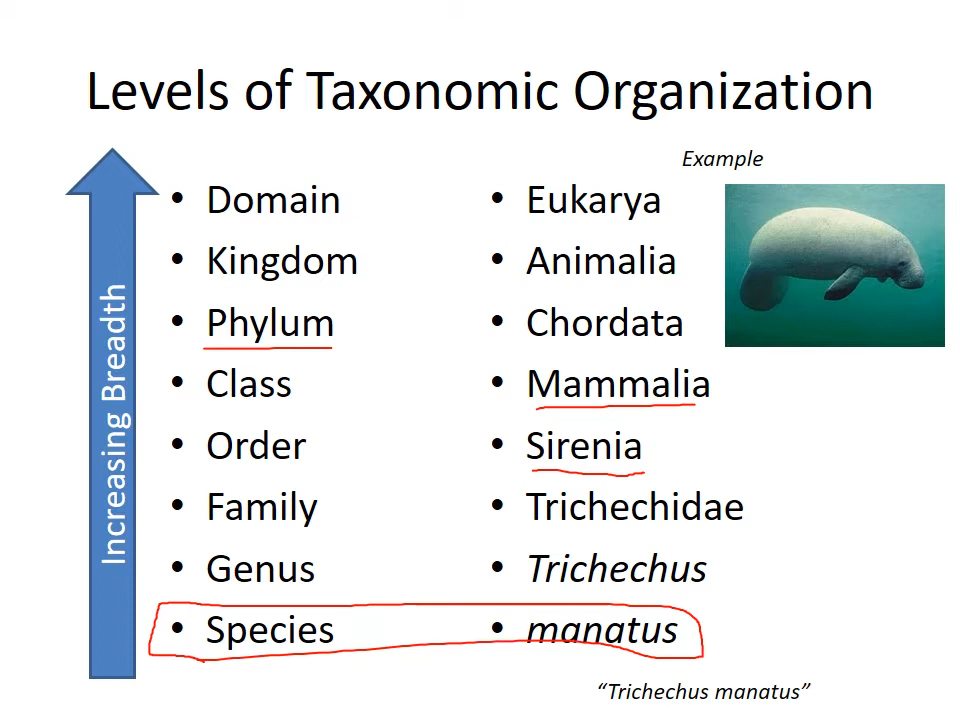 Levels of Taxonomic Organization
Example
Increasing Breadth
• Domain
• Kingdom
• Phylum
• Class
• Order
• Family
• Genus
• Species
• Eukarya
• Animalia
• Chordata
• Mammalia
• Sirenia
• Trichechidae
• Trichechus
• manatus
“Trichechus manatus”